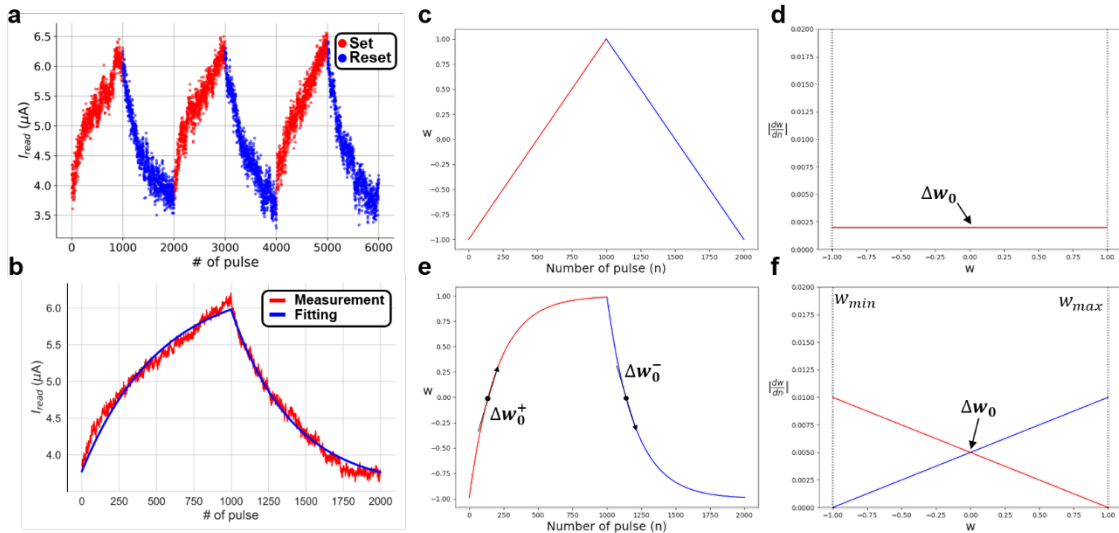 a
6.5
6.0
5.5
5.0
4.5
4.0
3.5
I_read (μA)
Set
Reset
0 1000 2000 3000 4000 5000 6000
# of pulse
b
6.0
5.0
4.0
I_read (μA)
Measurement
Fitting
0 250 500 750 1000 1250 1500 1750 2000
# of pulse
c
1.00
0.75
0.50
0.25
0.00
−0.25
−0.50
−0.75
−1.00
w
0 250 500 750 1000 1250 1500 1750 2000
Number of pulse (n)
d
0.0200
0.0175
0.0150
0.0125
0.0100
0.0075
0.0050
0.0025
0.0000
|dw/dn|
Δw₀
−1.00 −0.75 −0.50 −0.25 0.00 0.25 0.50 0.75 1.00
w
e
1.00
0.75
0.50
0.25
0.00
−0.25
−0.50
−0.75
−1.00
w
Δw₀⁺
Δw₀⁻
0 250 500 750 1000 1250 1500 1750 2000
Number of pulse (n)
f
0.0200
0.0175
0.0150
0.0125
0.0100
0.0075
0.0050
0.0025
0.0000
|dw/dn|
w_min
w_max
Δw₀
−1.00 −0.75 −0.50 −0.25 0.00 0.25 0.50 0.75 1.00
w